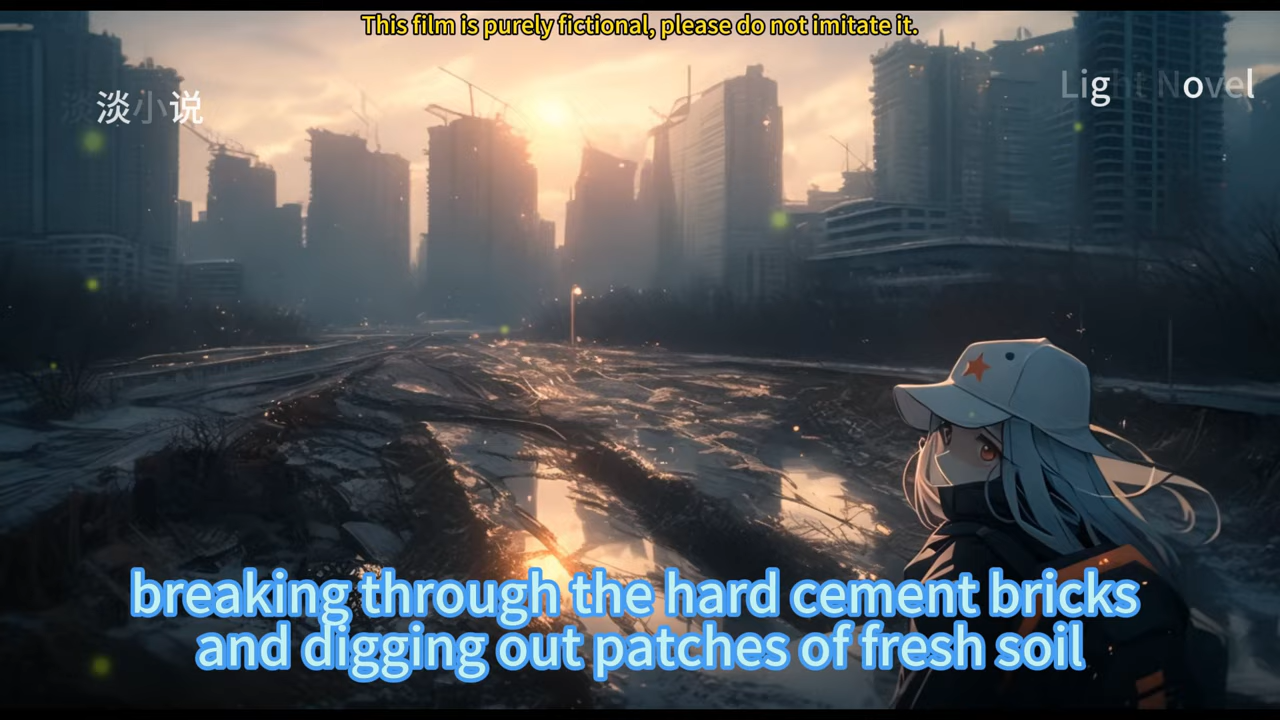 This film is purely fictional, please do not imitate it.
淡淡小说
Light Novel
breaking through the hard cement bricks
and digging out patches of fresh soil